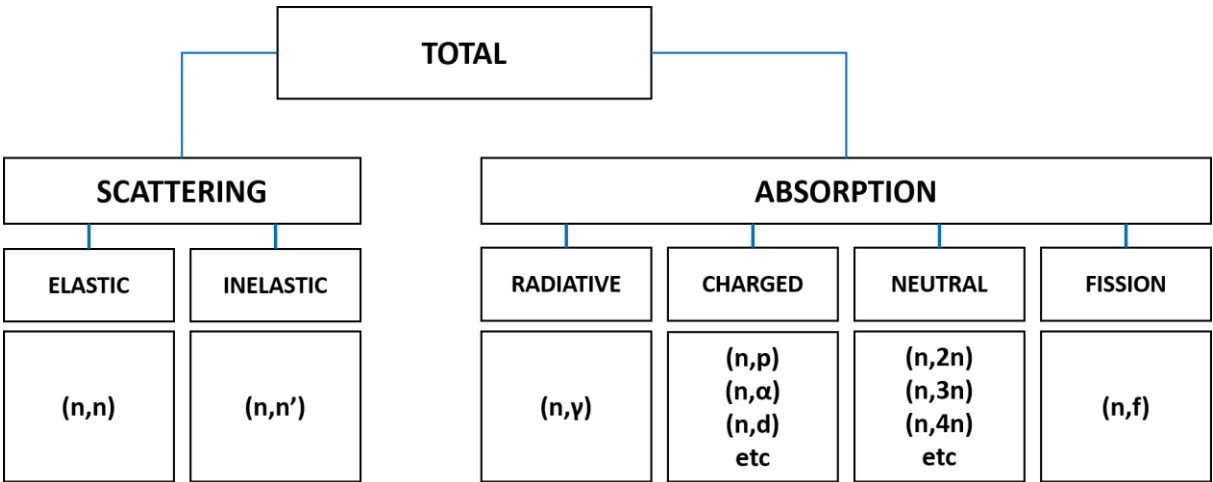 TOTAL
SCATTERING
ABSORPTION
ELASTIC
INELASTIC
RADIATIVE
CHARGED
NEUTRAL
FISSION
(n,n)
(n,n’)
(n,γ)
(n,p)
(n,α)
(n,d)
etc
(n,2n)
(n,3n)
(n,4n)
etc
(n,f)